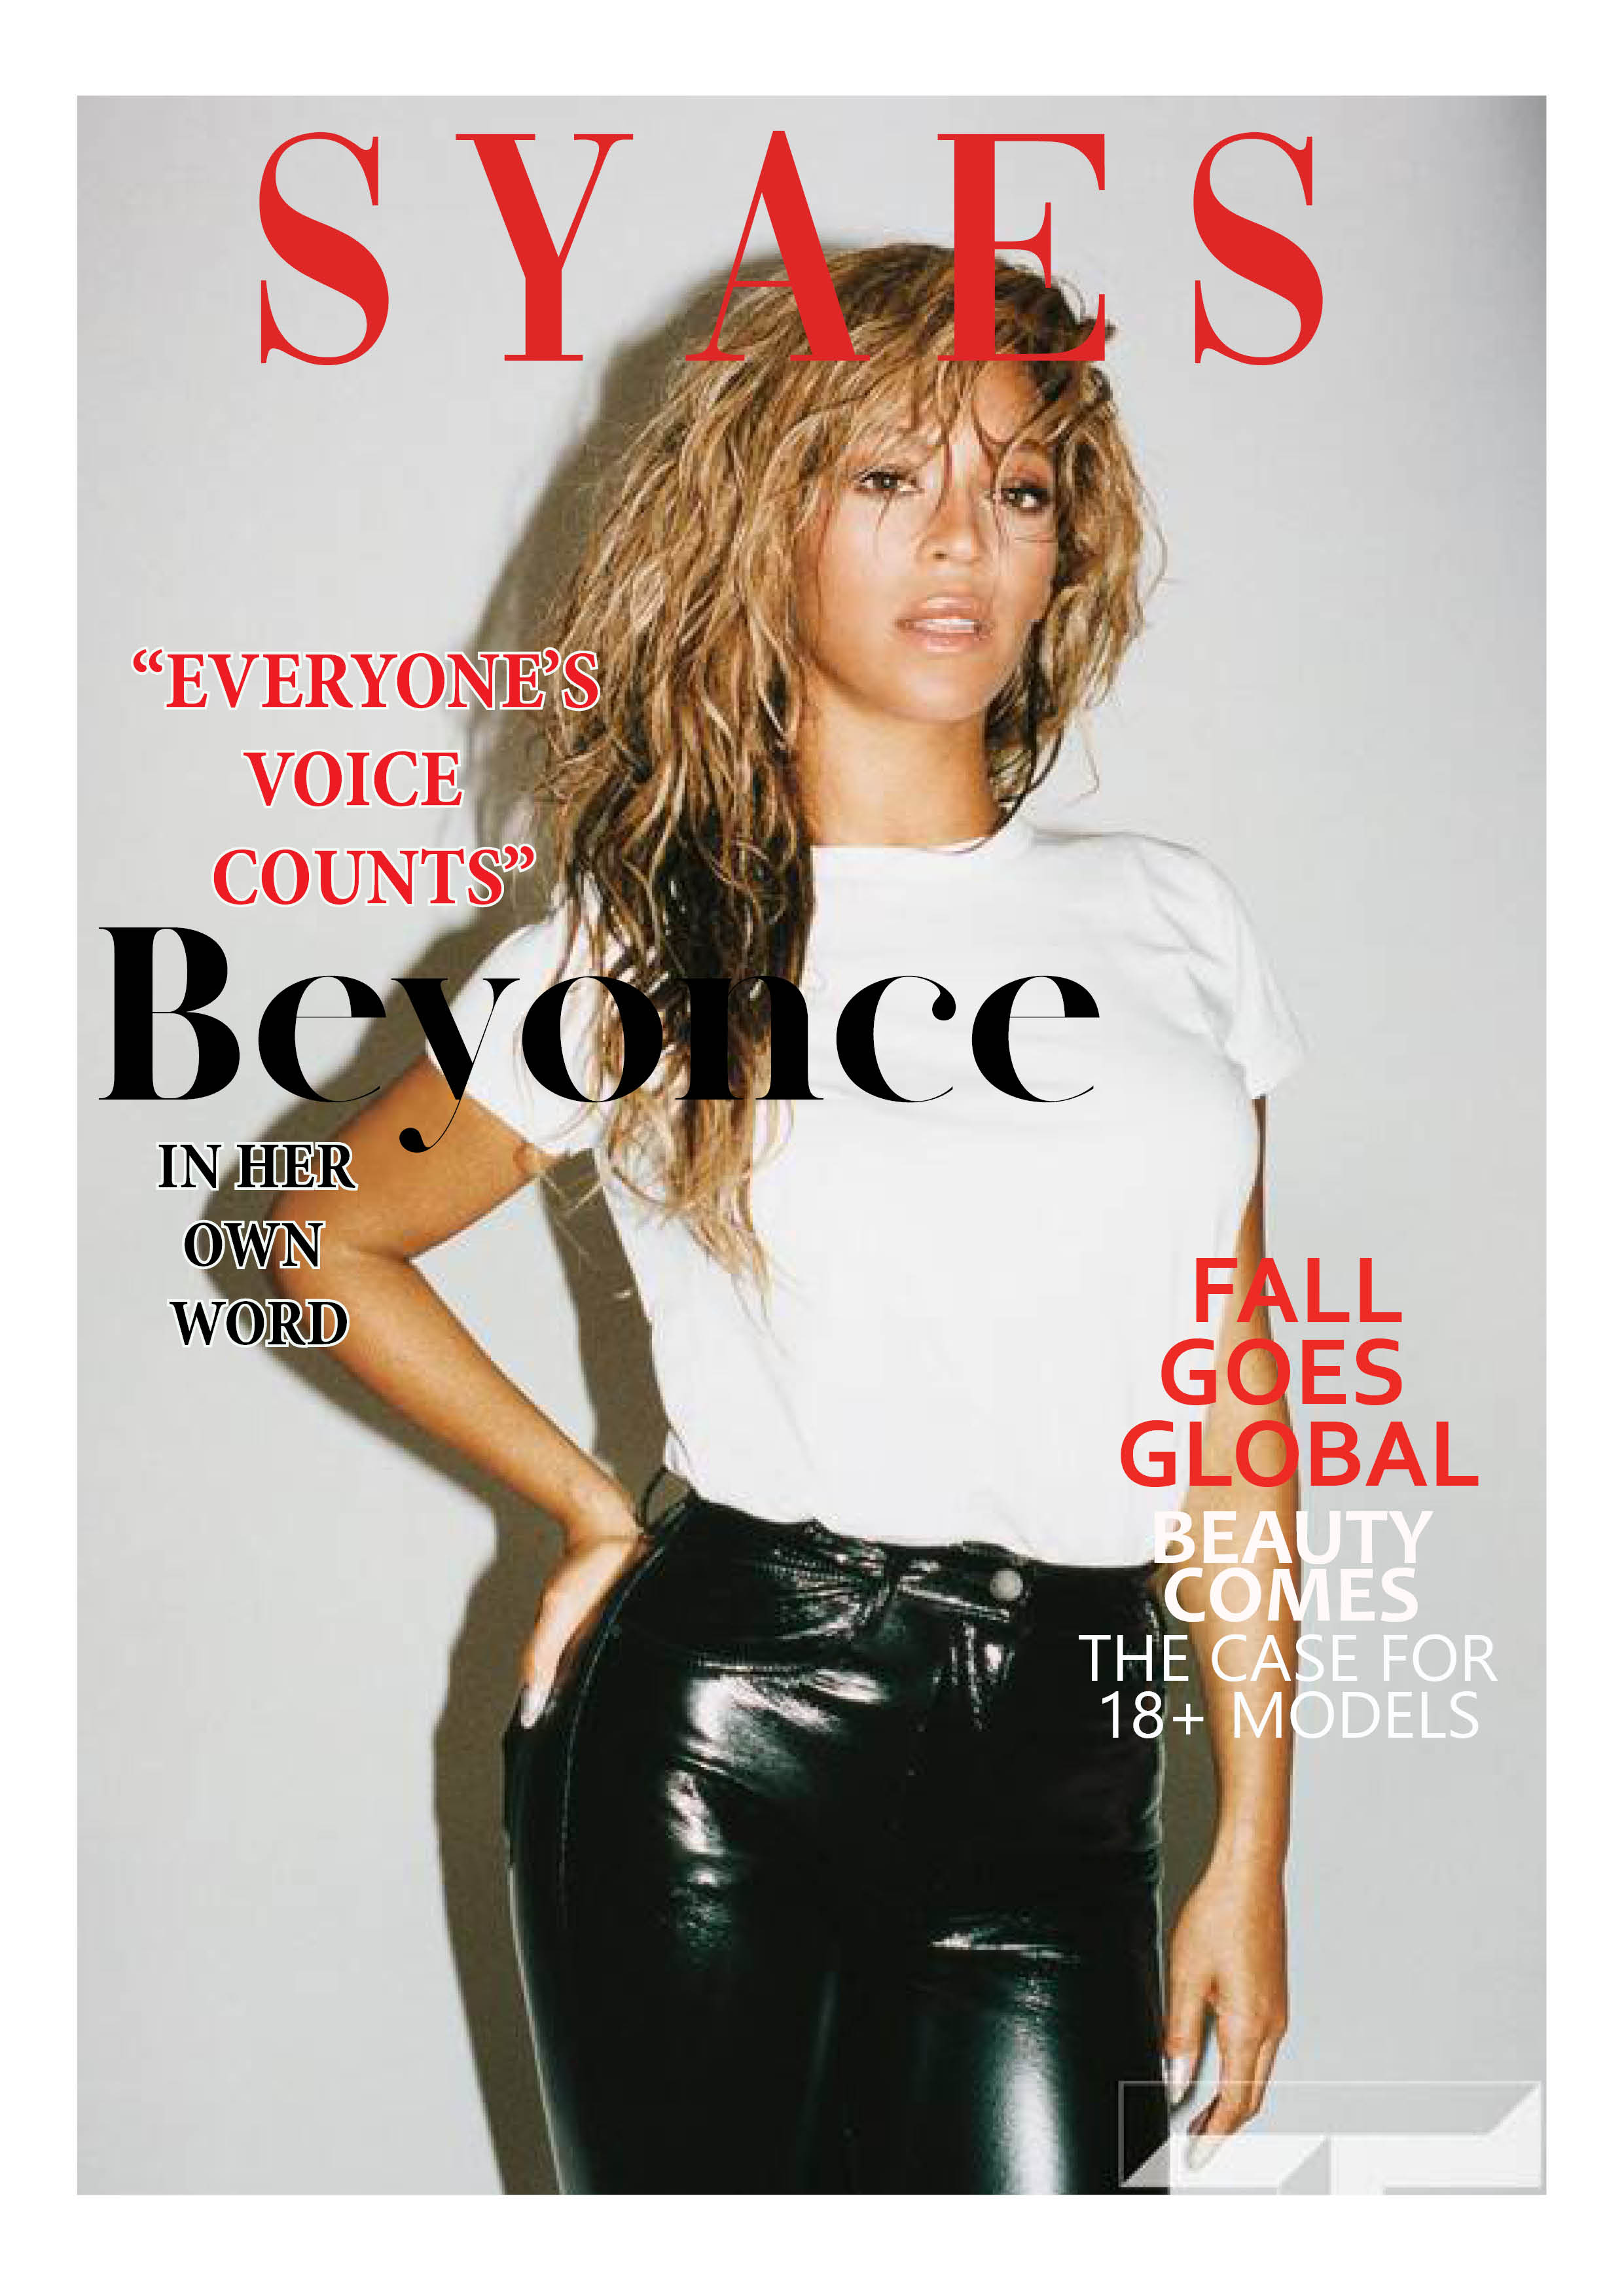 SYAES
“EVERYONE’S
VOICE
COUNTS”
Beyonce
IN HER
OWN
WORD
FALL
GOES
GLOBAL
BEAUTY
COMES
THE CASE FOR
18+ MODELS